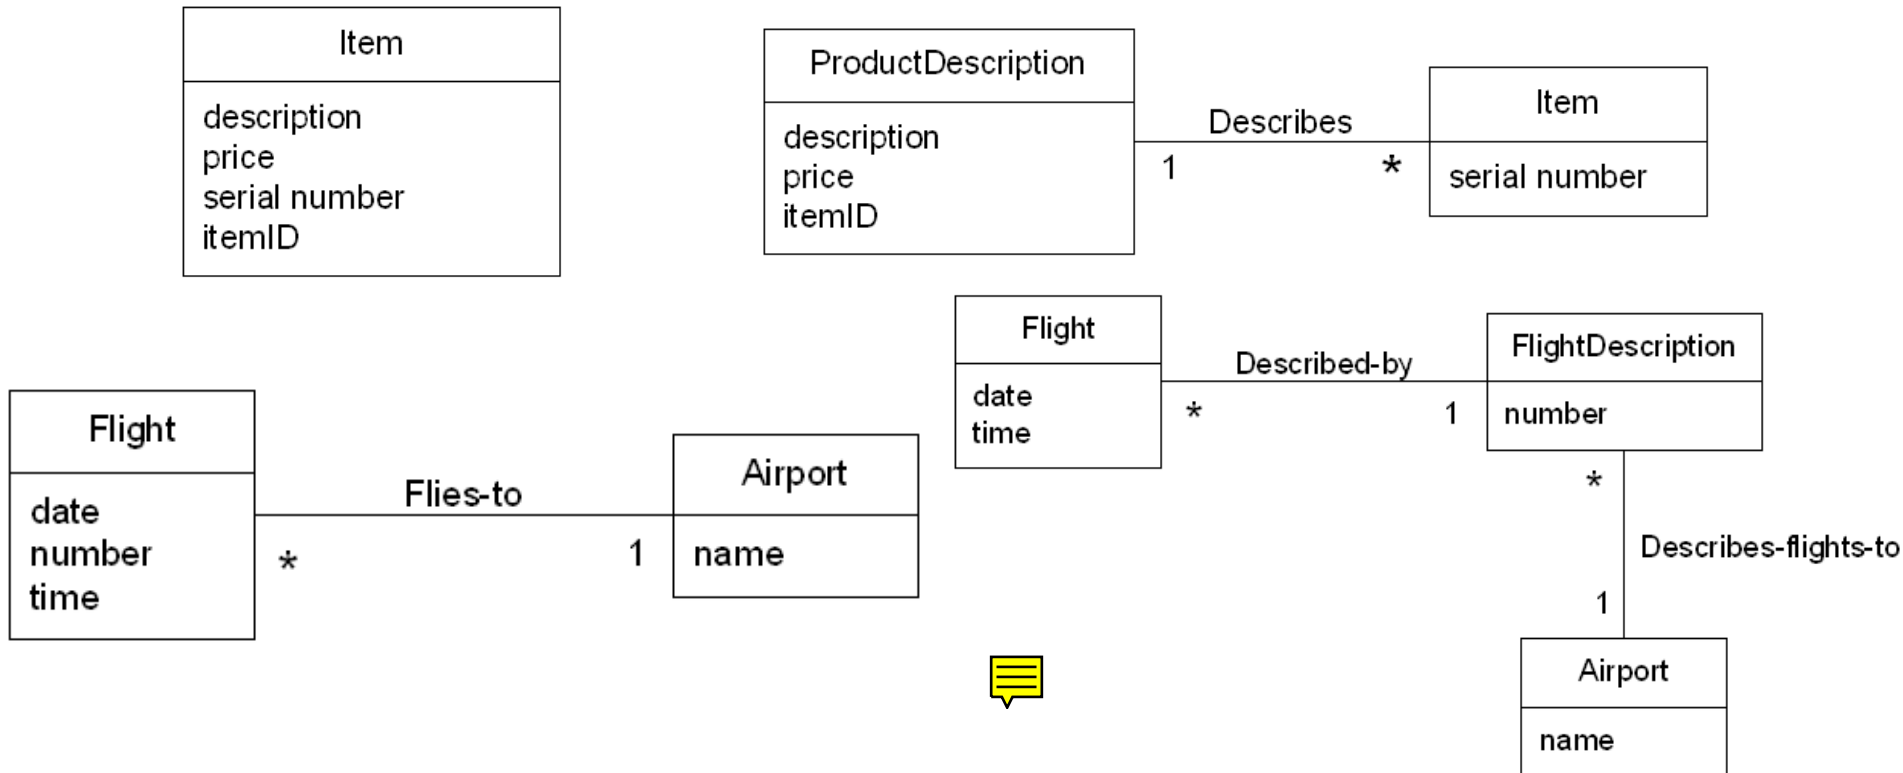 Item
description
price
serial number
itemID
ProductDescription
description
price
itemID
Describes
1
*
Item
serial number
Flight
date
number
time
Flies-to
*
1
Airport
name
Flight
date
time
Described-by
*
1
FlightDescription
number
*
Describes-flights-to
1
Airport
name